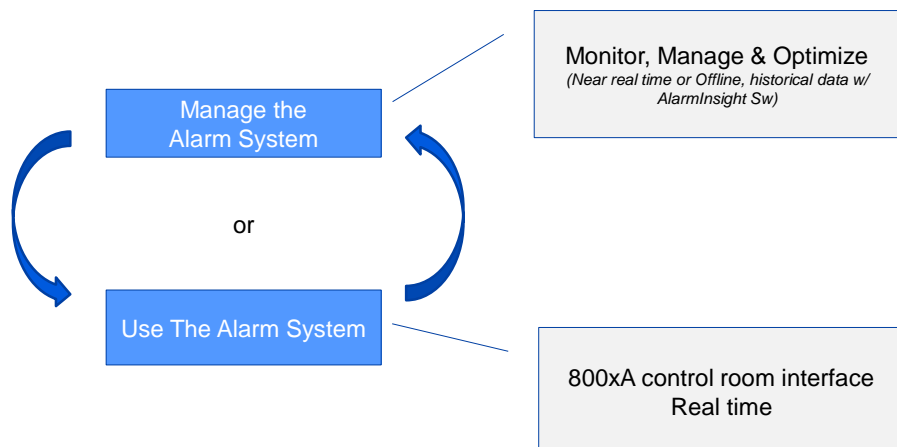 Monitor, Manage & Optimize
(Near real time or Offline, historical data w/
AlarmInsight Sw)
Manage the
Alarm System
or
Use The Alarm System
800xA control room interface
Real time